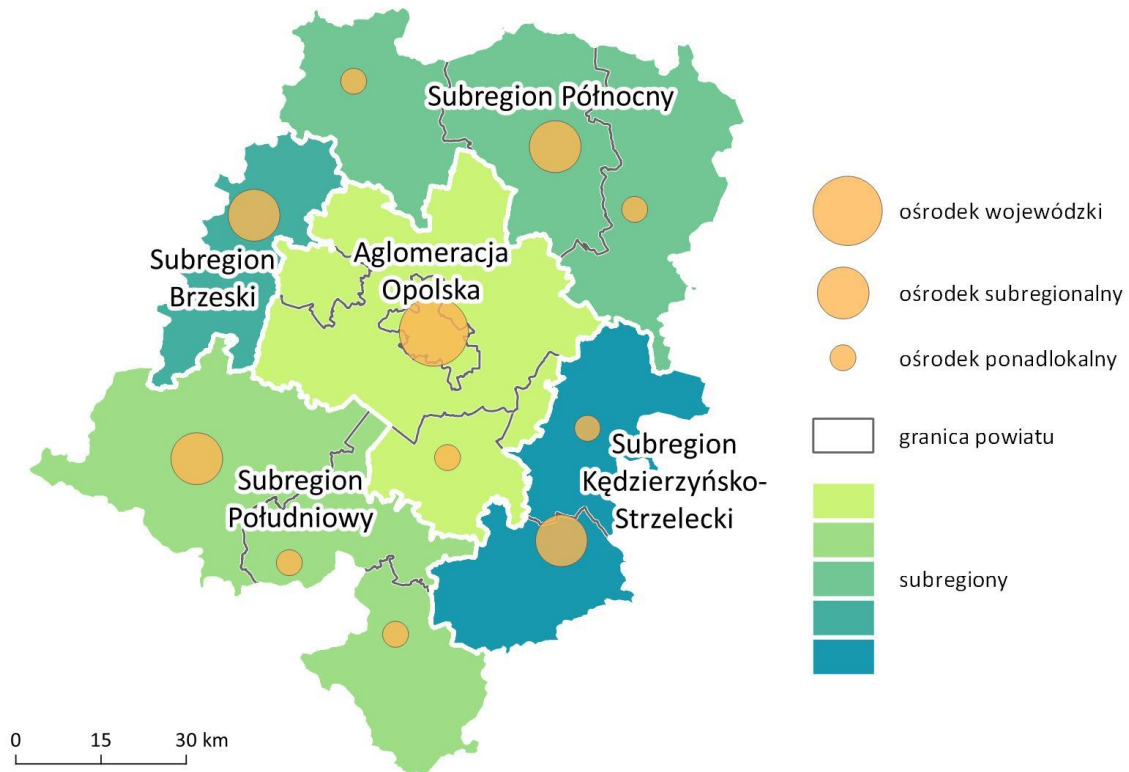 Subregion Północny
Subregion
Brzeski
Aglomeracja
Opolska
Subregion
Kędzierzyńsko-
Strzelecki
Subregion
Południowy
ośrodek wojewódzki
ośrodek subregionalny
ośrodek ponadlokalny
granica powiatu
subregiony
0 15 30 km